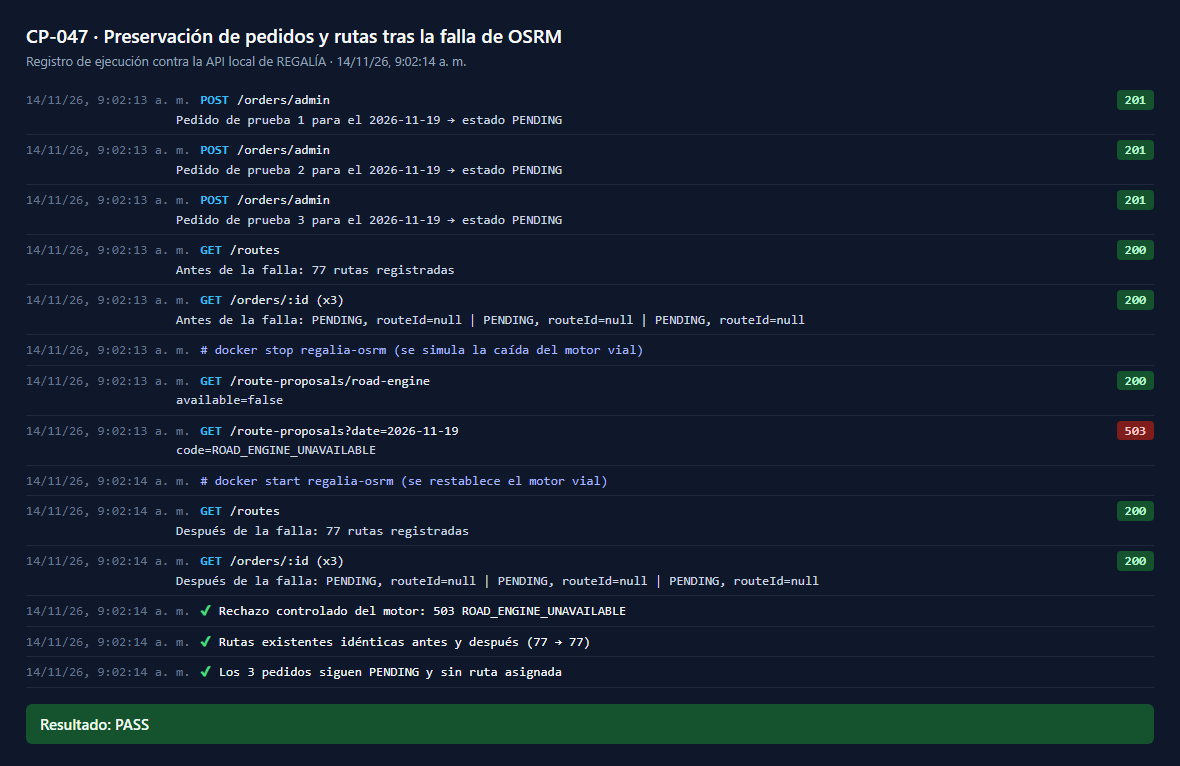 CP-047 · Preservación de pedidos y rutas tras la falla de OSRM
Registro de ejecución contra la API local de REGALÍA · 14/11/26, 9:02:14 a. m.
14/11/26, 9:02:13 a. m. POST /orders/admin 201
Pedido de prueba 1 para el 2026-11-19 → estado PENDING
14/11/26, 9:02:13 a. m. POST /orders/admin 201
Pedido de prueba 2 para el 2026-11-19 → estado PENDING
14/11/26, 9:02:13 a. m. POST /orders/admin 201
Pedido de prueba 3 para el 2026-11-19 → estado PENDING
14/11/26, 9:02:13 a. m. GET /routes 200
Antes de la falla: 77 rutas registradas
14/11/26, 9:02:13 a. m. GET /orders/:id (x3) 200
Antes de la falla: PENDING, routeId=null | PENDING, routeId=null | PENDING, routeId=null
14/11/26, 9:02:13 a. m. # docker stop regalia-osrm (se simula la caída del motor vial)
14/11/26, 9:02:13 a. m. GET /route-proposals/road-engine 200
available=false
14/11/26, 9:02:13 a. m. GET /route-proposals?date=2026-11-19 503
code=ROAD_ENGINE_UNAVAILABLE
14/11/26, 9:02:14 a. m. # docker start regalia-osrm (se restablece el motor vial)
14/11/26, 9:02:14 a. m. GET /routes 200
Después de la falla: 77 rutas registradas
14/11/26, 9:02:14 a. m. GET /orders/:id (x3) 200
Después de la falla: PENDING, routeId=null | PENDING, routeId=null | PENDING, routeId=null
14/11/26, 9:02:14 a. m. ✔ Rechazo controlado del motor: 503 ROAD_ENGINE_UNAVAILABLE
14/11/26, 9:02:14 a. m. ✔ Rutas existentes idénticas antes y después (77 → 77)
14/11/26, 9:02:14 a. m. ✔ Los 3 pedidos siguen PENDING y sin ruta asignada
Resultado: PASS